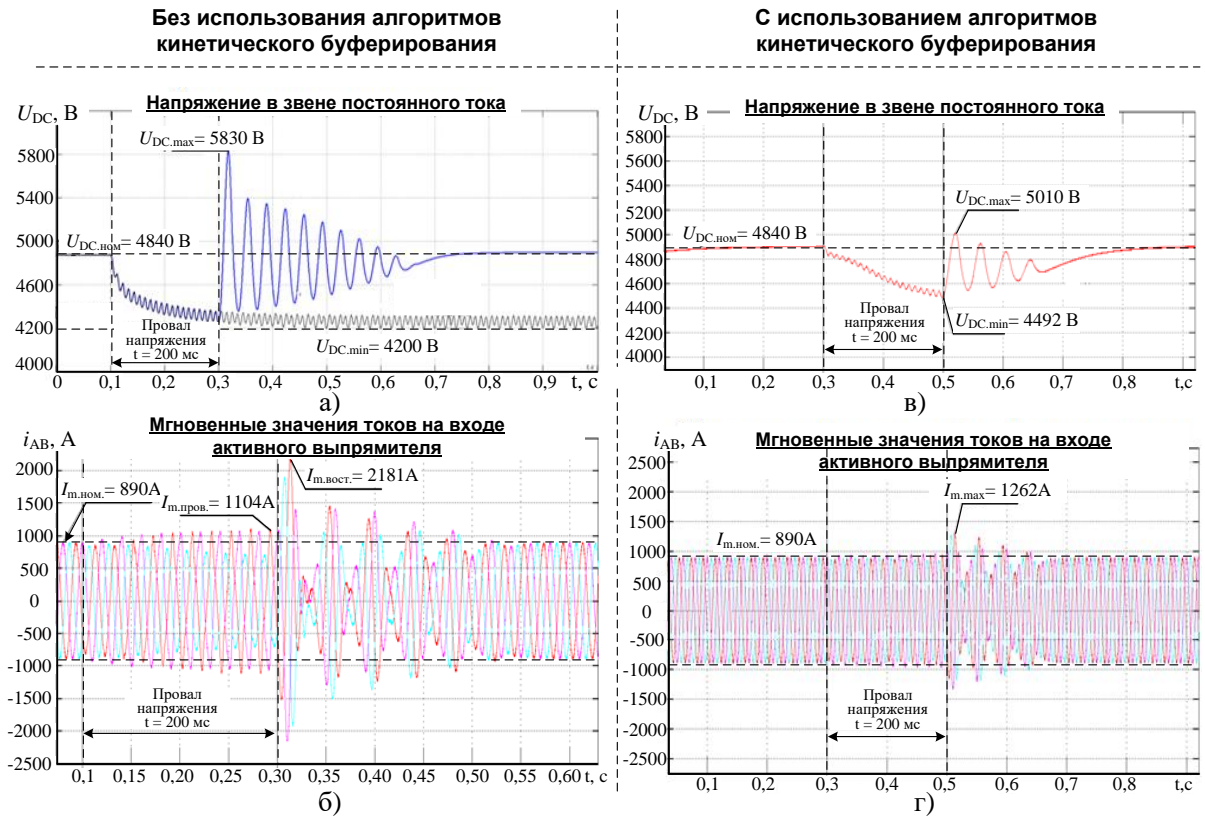 Без использования алгоритмов
кинетического буферирования
С использованием алгоритмов
кинетического буферирования
Напряжение в звене постоянного тока
U_DC, В
U_DC.max= 5830 В
5800
5400
5000
4600
4200
4000
U_DC.ном= 4840 В
Провал
напряжения
t = 200 мс
U_DC.min= 4200 В
0 0,1 0,2 0,3 0,4 0,5 0,6 0,7 0,8 0,9 t, с
а)
Напряжение в звене постоянного тока
U_DC, В
5800
5600
5400
5200
5000
4800
4600
4400
4200
4000
U_DC.max= 5010 В
U_DC.ном= 4840 В
U_DC.min= 4492 В
Провал
напряжения
t = 200 мс
0,1 0,2 0,3 0,4 0,5 0,6 0,7 0,8 t,с
в)
Мгновенные значения токов на входе
активного выпрямителя
i_AB, А
2000
1500
1000
500
0
-500
-1000
-1500
-2000
-2500
I_m.ном.= 890А
I_m.пров.= 1104А
I_m.вост.= 2181А
Провал
напряжения
t = 200 мс
0,1 0,15 0,20 0,25 0,30 0,35 0,40 0,45 0,50 0,55 0,60 t, с
б)
Мгновенные значения токов на входе
активного выпрямителя
i_AB, А
2500
2000
1500
1000
500
0
-500
-1000
-1500
-2000
-2500
I_m.max= 1262А
I_m.ном.= 890А
Провал
напряжения
t = 200 мс
0,1 0,2 0,3 0,4 0,5 0,6 0,7 0,8 t,с
г)